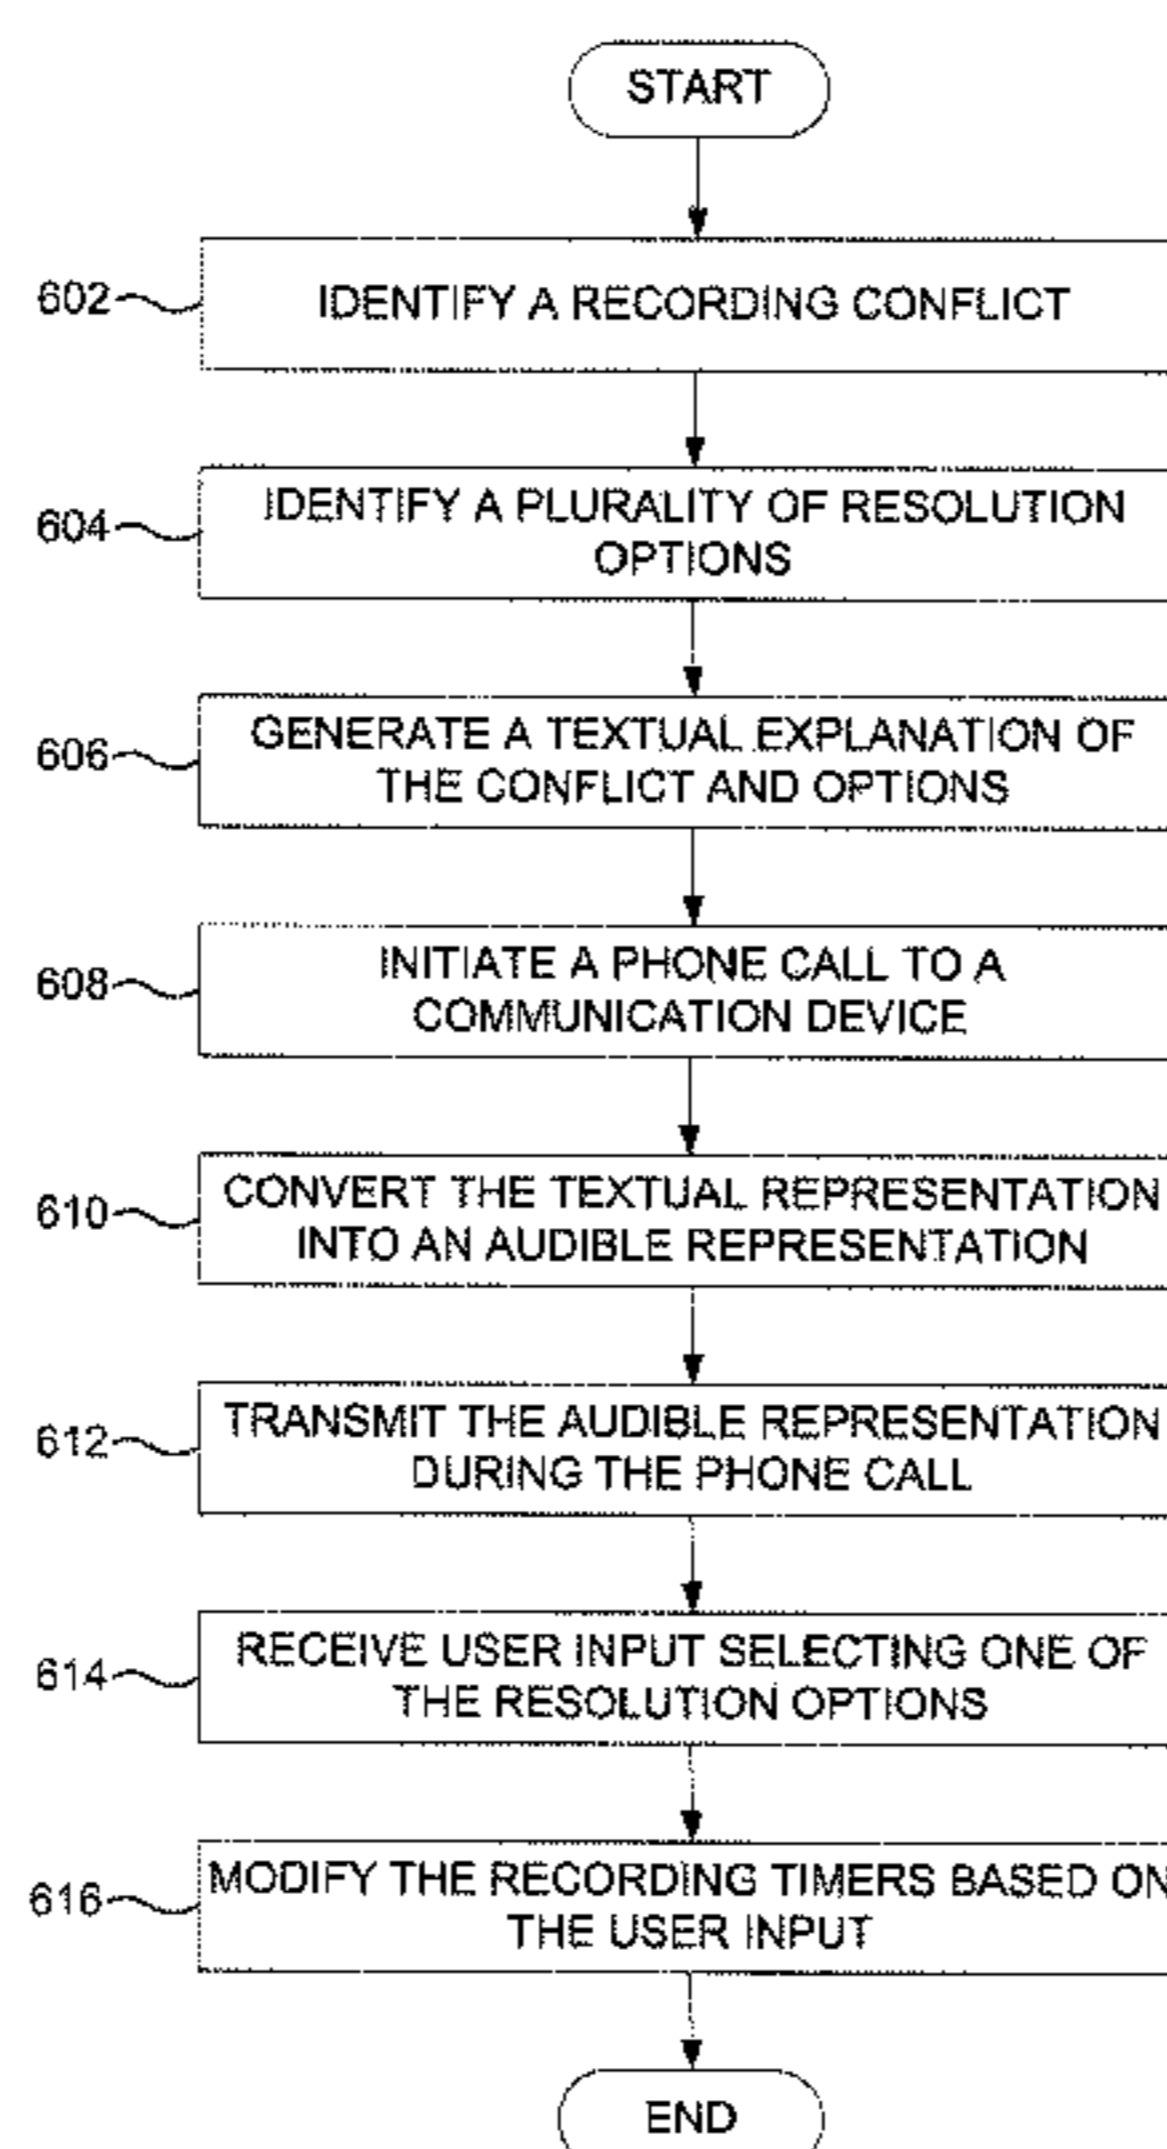 START
602
IDENTIFY A RECORDING CONFLICT
604
IDENTIFY A PLURALITY OF RESOLUTION
OPTIONS
606
GENERATE A TEXTUAL EXPLANATION OF
THE CONFLICT AND OPTIONS
608
INITIATE A PHONE CALL TO A
COMMUNICATION DEVICE
610
CONVERT THE TEXTUAL REPRESENTATION
INTO AN AUDIBLE REPRESENTATION
612
TRANSMIT THE AUDIBLE REPRESENTATION
DURING THE PHONE CALL
614
RECEIVE USER INPUT SELECTING ONE OF
THE RESOLUTION OPTIONS
616
MODIFY THE RECORDING TIMERS BASED ON
THE USER INPUT
END